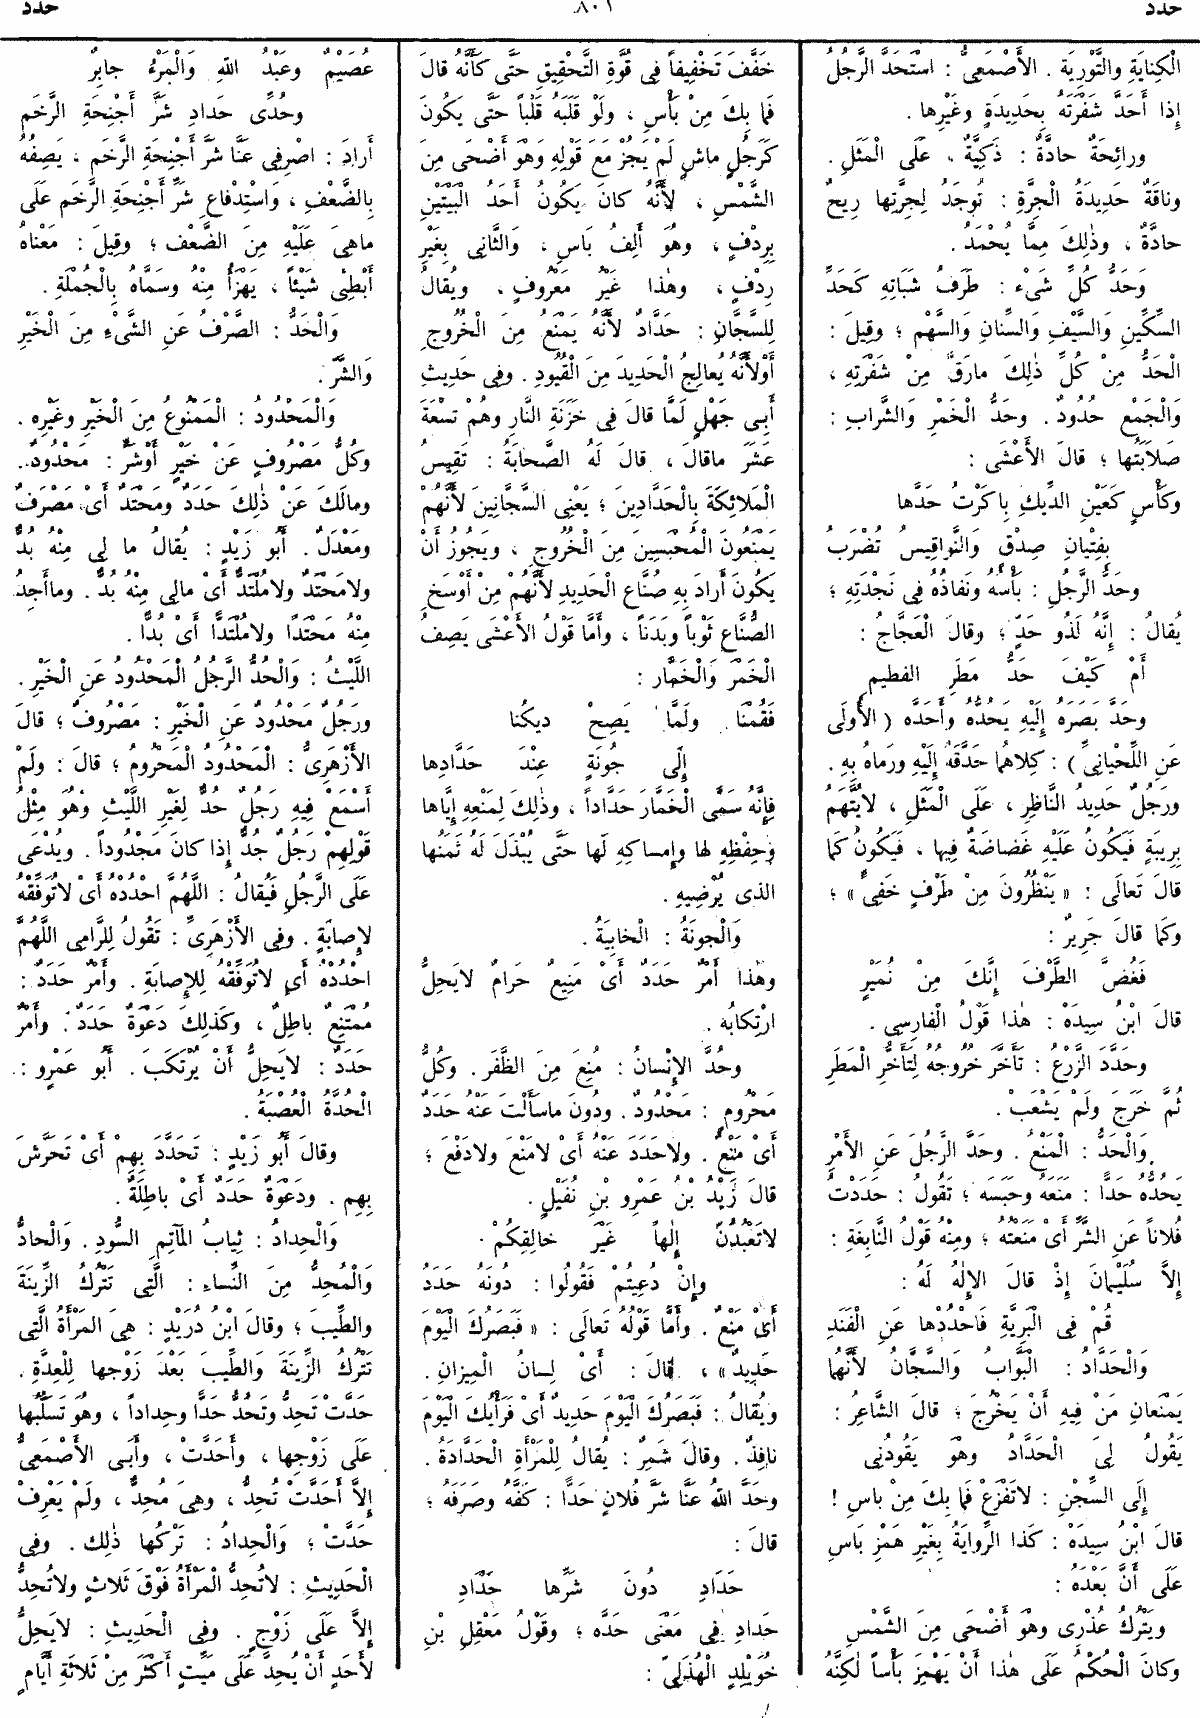 حدد
٨٠١
حدد
الْكِنايَةِ والتَّوْرِيَة . الأَصْمَعِىُّ : اسْتَحَدَّ الرَّجُلُ
إِذا أَحَدَّ شَفْرَتَهُ بِحَدِيدَةٍ وغَيْرِها .
ورائِحَةٌ حادَّةٌ : ذَكِيَّةٌ ، عَلَى الْمَثَلِ .
وناقَةٌ حَدِيدَةُ الْجِرَّةِ : تُوجَدُ لِجِرَّتِها رِيحٌ
حادَّةٌ ، وذٰلِكَ مِمَّا يُحْمَدُ .
وَحَدُّ كُلِّ شَىْء : طَرَفُ شَباتِهِ كَحَدِّ
السِّكِّينِ وَالسَّيْفِ وَالسِّنانِ وَالسَّهْمِ ؛ وقِيلَ :
الْحَدُّ مِنْ كُلِّ ذٰلِكَ مارَقَّ مِنْ شَفْرَتِهِ ،
وَالْجَمْع حُدُودٌ . وحَدُّ الْخَمْرِ وَالشَّرابِ :
صَلابَتُها ؛ قالَ الأَعْشَى :
وكَأْسٍ كَعَيْنِ الدِّيكِ باكَرْتُ حَدَّها
بِفِتْيانِ صِدْقٍ وَالنَّواقِيسُ تُضْرَبُ
وحَدُّ الرَّجُلِ : بَأْسُهُ ونَفاذُهُ فِى نَجْدَتِهِ ؛
يُقالُ : إِنَّهُ لَذُو حَدٍّ ؛ وقالَ الْعَجَّاجُ :
أَمْ كَيْفَ حَدُّ مَطَرِ الفطيم
وحَدَّ بَصَرَهُ إِلَيْهِ يَحُدُّهُ وأَحَدَّه ( الأُولَى
عَنِ اللِّحْيانِىِّ ) : كِلاهُما حَدَّقَهُ إِلَيْهِ ورَماهُ بِهِ .
ورَجُلٌ حَدِيدُ النَّاظِرِ ، عَلَى الْمَثَلِ ، لايُتَّهَمُ
بِرِيبَةٍ فَيَكُونُ عَلَيْهِ غَضاضَةٌ فِيها ، فَيَكُونُ كَما
قالَ تَعالَى : « يَنْظُرُونَ مِنْ طَرْفٍ خَفِىٍّ » ؛
وكَما قالَ جَرِيرٌ :
فَغُضَّ الطَّرْفَ إِنَّكَ مِنْ نُمَيْرٍ
قالَ ابْنُ سِيدَهْ : هٰذا قَوْلُ الْفارِسِى .
وحَدَّدَ الزَّرْعُ : تَأَخَّرَ خُرُوجُهُ لِتَأَخُّرِ الْمَطَرِ
ثُمَّ خَرَجَ ولَمْ يَشْعَبْ .
وَالْحَدُّ : الْمَنْعُ . وحَدَّ الرَّجُلَ عَنِ الأَمْرِ
يَحُدُّهُ حَدًّا : مَنَعَهُ وحَبَسَه ؛ تَقُولُ : حَدَدْتُ
فُلاناً عَنِ الشَّرِّ أَىْ مَنَعْتُهُ ؛ ومِنْهُ قَوْلُ النَّابِغَةِ :
إِلاَّ سُلَيْمانَ إِذْ قالَ الإِلٰهُ لَهُ :
قُمْ فِى الْبَرِيَّةِ فَاحْدُدْها عَنِ الْفَنَدِ
وَالْحَدَّادُ : الْبَوَّابُ وَالسَّجَّانُ لأَنَّهُما
يَمْنَعانِ مَنْ فِيهِ أَنْ يَخْرُجَ ؛ قالَ الشَّاعِرُ :
يَقُولُ لِىَ الْحَدَّادُ وهْوَ يَقُودُنِى
إِلَى السِّجْنِ : لاتَفْزَعْ فَما بِكَ مِنْ باسِ !
قالَ ابْنُ سِيدَهْ : كَذا الرِّوايَةُ بِغَيْرِ هَمْزِ باسٍ
عَلَى أَنَّ بَعْدَهُ :
ويَتْرُكُ عُذْرِى وهْوَ أَضْحَى مِنَ الشَّمْسِ
وكانَ الْحُكْمُ عَلَى هٰذا أَنْ يَهْمِزَ بَأْساً لٰكِنَّهُ
خَفَّفَ تَخْفِيفاً فِى قُوَّةِ التَّحْقِيقِ حَتَّى كَأَنَّهُ قالَ
فَما بِكَ مِنْ بَأْسٍ ، ولَوْ قَلَبَهُ قَلْباً حَتَّى يَكُونَ
كَرَجُلٍ ماشٍ لَمْ يَجُزْ مَعَ قَوْلِهِ وَهْوَ أَضْحَى مِنَ
الشَّمْسِ ، لأَنَّهُ كانَ يَكُونُ أَحَدُ الْبَيْتَيْنِ
بِرِدْفٍ ، وهُوَ أَلِفُ بَاسٍ ، وَالثَّانِى بِغَيْرِ
رِدْفٍ ، وهٰذا غَيْرُ مَعْرُوفٍ . ويُقالُ
لِلسَّجَّانِ : حَدَّادٌ لأَنَّهُ يَمْنَعُ مِنَ الْخُرُوجِ
أَوْلأَنَّهُ يُعالِجُ الْحَدِيدَ مِنَ الْقُيُودِ . وفِى حَدِيثِ
أَبِى جَهْلٍ لَمَّا قالَ فِى خَزَنَةِ النَّارِ وهُمْ تِسْعَةَ
عَشَرَ ماقالَ ، قالَ لَهُ الصَّحابَةُ : تَقِيسُ
الْمَلائِكَةَ بِالْحَدَّادِينَ ؛ يَعْنِى السَّجَّانِينَ لأَنَّهُمْ
يَمْنَعُونَ الْمُحْبَسِينَ مِنَ الْخُرُوجِ ، ويَجُوزُ أَنْ
يَكُونَ أَرادَ بِهِ صُنَّاعِ الْحَدِيدِ لأَنَّهُمْ مِنْ أَوْسَخِ
الصُّنَّاعِ ثَوْباً وبَدَناً ، وأَمَّا قَوْلُ الأَعْشَى يَصِفُ
الْخَمْرَ وَالْخَمَّار :
فَقُمْنَا ولَمَّا يَصِحْ دِيكُنا
إِلَى جُونَةٍ عِنْدَ حَدَّادِها
فَإِنَّهُ سَمَّى الْخَمَّارَ حَدَّاداً ، وذٰلِكَ لِمَنْعِهِ إِيَّاها
وَحِفْظِهِ لها وإِمساكِهِ لَها حَتَّى يُبْذَلَ لَهُ ثَمَنُها
الذى يُرْضِيهِ .
وَالْجونَةُ : الْخابِيَةُ .
وهٰذا أَمْرٌ حَدَدٌ أَىْ مَنِيعٌ حَرامٌ لايَحِلُّ
ارْتِكابُه .
وحُدَّ الإِنْسانُ : مُنِعَ مِنَ الظَّفَر . وكُلُّ
مَحْرُومٍ : مَحْدُودٌ . ودُونَ ماسَأَلْتَ عَنْهُ حَدَدٌ
أَىْ مَنْعٌ . ولاحَدَدَ عَنْهُ أَىْ لامَنْعَ ولادَفْعَ ؛
قالَ زَيْدُ بْنُ عَمْرِو بْنِ نُفَيْلٍ .
لاتَعْبُدُنَّ إِلٰهاً غَيْرَ خالِقِكُمْ
وإِنْ دُعِيتُمْ فَقُولُوا : دُونَهُ حَدَدُ
أَىْ مَنْعٌ . وأَمَّا قَوْلُهُ تَعالَى : « فَبَصَرُكَ الْيَوْمَ
حَدِيدٌ » ، قالَ : أَىْ لِسانُ الْمِيزانِ .
ويُقالُ : فَبَصَرُكَ الْيَوْمَ حَدِيدٌ أَىْ فَرَأْيُكَ الْيَوْمَ
نافِذٌ . وقالَ شَمِرٌ : يُقالُ لِلْمَرْأَةِ الْحَدَّادَةُ .
وحَدَّ اللهُ عَنَّا شَرَّ فُلانٍ حَدًّا : كَفَّهُ وصَرَفَهُ ؛
قالَ :
حَدَادِ دُونَ شَرِّها حَدَّادِ
حَدادِ فِى مَعْنَى حَدَّه ؛ وقَوْلُ مَعْقِلِ بْنِ
خُوَيْلِدٍ الْهُذَلِىِّ :
عُصَيْمٌ وعَبْدُ اللهِ وَالْمَرْءُ جابِرٌ
وحُدِّى حَدادِ شَرَّ أَجْنِحَةِ الرَّخَمِ
أَرادَ : اصْرِفِى عَنَّا شَرَّ أَجْنِحَةِ الرَّخَمِ ، يَصِفُهُ
بِالضَّعْفِ ، وَاسْتِدْفاعِ شَرِّ أَجْنِحَةِ الرَّخَمِ عَلَى
ماهِىَ عَلَيْهِ مِنَ الضَّعْف ؛ وقِيلَ : مَعْناهُ
أَبْطِئِى شَيْئاً ، يَهْزَأُ مِنْهُ وسَمَّاه بِالْجُمْلَةِ .
وَالْحَدُّ : الصَّرْفُ عَنِ الشَّىْءِ مِنَ الْخَيْرِ
وَالشَّرِّ .
وَالْمَحْدُودُ : الْمَمْنُوعُ مِنَ الْخَيْرِ وغَيْرِه .
وكُلُّ مَصْرُوفٍ عَنْ خَيْرٍ أَوْشَرٍّ : مَحْدُودٌ .
ومالَكَ عَنْ ذٰلِكَ حَدَدٌ ومَحْتَدٌ أَىْ مَصْرَفٌ
ومَعْدَلٌ . أَبُو زَيْدٍ : يُقالُ ما لِى مِنْهُ بُدٌّ
ولامَحْتَدٌ ولامُلْتَدٌّ أَىْ مالِى مِنْهُ بُدٌّ . وماأَجِدُ
مِنْهُ مَحْتَدًا ولامُلْتَدًّا أَىْ بُدًّا .
اللَّيْثُ : وَالْحُدُّ الرَّجُلُ الْمَحْدُودُ عَنِ الْخَيْرِ .
ورَجُلٌ مَحْدُودٌ عَنِ الْخَيْرِ : مَصْرُوفٌ ؛ قالَ
الأَزْهَرِىُّ : الْمَحْدُودُ الْمَحْرُومُ ؛ قالَ : ولَمْ
أَسْمَعْ فِيهِ رَجُلٌ حُدٌّ لِغَيْرِ اللَّيْثِ وهُوَ مِثْلُ
قَوْلِهِمْ رَجُلٌ جُدٌّ إِذا كانَ مَجْدُوداً . ويُدْعَى
عَلَى الرَّجُلِ فَيُقالُ : اللَّهُمَّ احْدُدْهُ أَىْ لاتُوَفِّقْهُ
لإِصابَةٍ . وفِى الأَزْهَرِىِّ : تَقُولُ لِلرَّامِى اللَّهُمَّ
احْدُدْهُ أَىْ لاتُوَفِّقْهُ لِلإِصابَةِ . وأَمْرٌ حَدَدٌ :
مُمْتَنِعٌ باطِلٌ ، وكَذلِكَ دَعْوَةٌ حَدَدٌ . وأَمْرٌ
حَدَدٌ : لايَحِلُّ أَنْ يُرْتَكَبَ . أَبُو عَمْرٍو :
الْحُدَّةُ الْعُصْبَةُ .
وقالَ أَبُو زَيْدٍ : تَحَدَّدَ بِهِمْ أَىْ تَحَرَّشَ
بِهِم . ودَعْوَةٌ حَدَدٌ أَىْ باطِلَةٌ .
وَالْحِدادُ : ثِيابُ المآتِمِ السُّودِ . وَالْحادُّ
وَالْمُحِدُّ مِنَ النِّساءِ : الَّتِى تَتْرُكُ الزِّينَةَ
والطِّيبَ ؛ وقالَ ابْنُ دُرَيْدٍ : هِىَ المَرْأَةُ الَّتِى
تَتْرُكُ الزِّينَةَ وَالطِّيبَ بَعْدَ زَوْجِها لِلْعِدَّةِ .
حَدَّتْ تَحِدُّ وتَحُدُّ حَدًّا وحِداداً ، وهُوَ تَسَلُّبُها
عَلَى زَوْجِها ، وأَحَدَّتْ ، وأَبَى الأَصْمَعِىُّ
إِلاَّ أَحَدَّتْ تُحِدُّ ، وهِىَ مُحِدٌّ ، ولَمْ يَعْرِفْ
حَدَّتْ ؛ وَالْحِدادُ : تَرْكُها ذٰلِك . وفِى
الْحَدِيثِ : لاتُحِدُّ الْمَرْأَةُ فَوْقَ ثَلاثٍ ولاتُحِدُّ
إِلاَّ عَلَى زَوْجٍ . وفِى الْحَدِيثِ : لايَحِلُّ
لأَحَدٍ أَنْ يُحِدَّ عَلَى مَيِّتٍ أَكْثَرَ مِنْ ثَلاثَةِ أَيَّامٍ